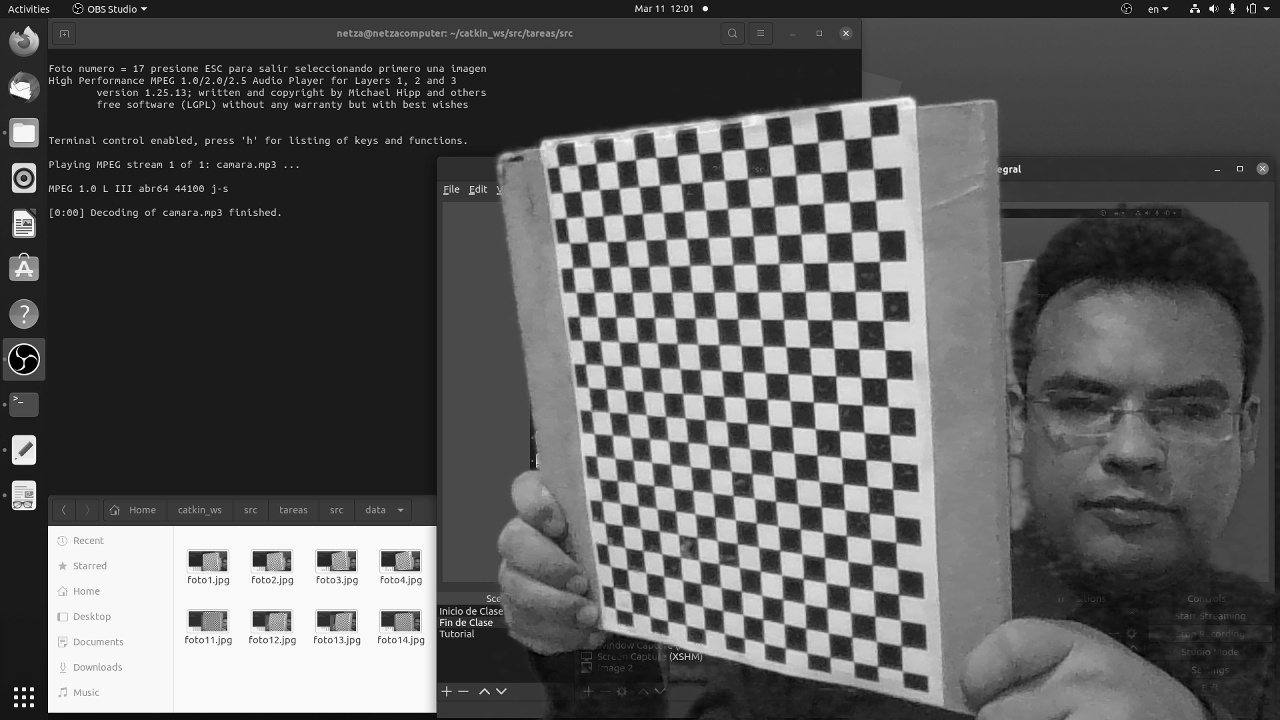 Activities
OBS Studio
Mar 11 12:01
en
netza@netzacomputer: ~/catkin_ws/src/tareas/src
Foto numero = 17 presione ESC para salir seleccionando primero una imagen
High Performance MPEG 1.0/2.0/2.5 Audio Player for Layers 1, 2 and 3
version 1.25.13; written and copyright by Michael Hipp and others
free software (LGPL) without any warranty but with best wishes
Terminal control enabled, press 'h' for listing of keys and functions.
Playing MPEG stream 1 of 1: camara.mp3 ...
MPEG 1.0 L III abr64 44100 j-s
[0:00] Decoding of camara.mp3 finished.
File Edit
Home catkin_ws src tareas src data
Recent
Starred
Home
Desktop
Documents
Downloads
Music
foto1.jpg foto2.jpg foto3.jpg foto4.jpg
foto11.jpg foto12.jpg foto13.jpg foto14.jpg
Inicio de Clase
Fin de Clase
Tutorial
Window Capture
Screen Capture (XSHM)
Image 2
Transitions
Controls
Start Streaming
Stop Recording
Studio Mode
Settings